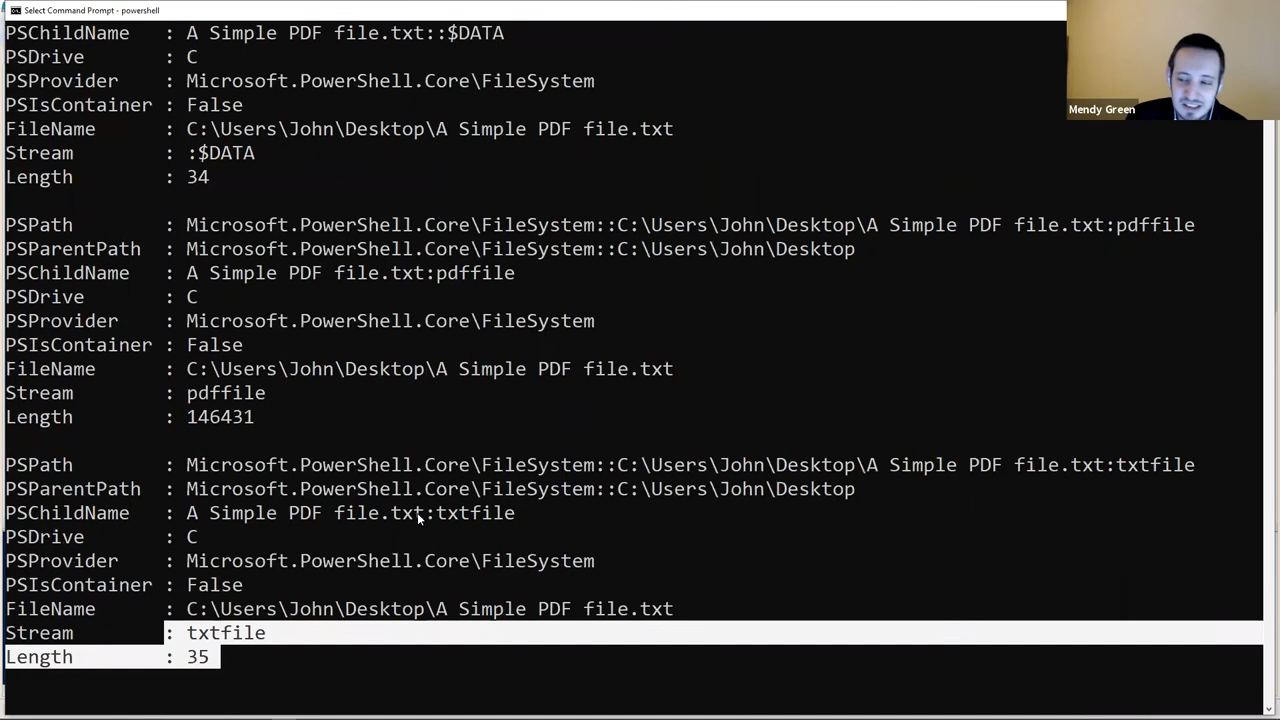 Select Command Prompt - powershell
PSChildName : A Simple PDF file.txt::$DATA
PSDrive : C
PSProvider : Microsoft.PowerShell.Core\FileSystem
PSIsContainer : False
FileName : C:\Users\John\Desktop\A Simple PDF file.txt
Stream : :$DATA
Length : 34
PSPath : Microsoft.PowerShell.Core\FileSystem::C:\Users\John\Desktop\A Simple PDF file.txt:pdffile
PSParentPath : Microsoft.PowerShell.Core\FileSystem::C:\Users\John\Desktop
PSChildName : A Simple PDF file.txt:pdffile
PSDrive : C
PSProvider : Microsoft.PowerShell.Core\FileSystem
PSIsContainer : False
FileName : C:\Users\John\Desktop\A Simple PDF file.txt
Stream : pdffile
Length : 146431
PSPath : Microsoft.PowerShell.Core\FileSystem::C:\Users\John\Desktop\A Simple PDF file.txt:txtfile
PSParentPath : Microsoft.PowerShell.Core\FileSystem::C:\Users\John\Desktop
PSChildName : A Simple PDF file.txt:txtfile
PSDrive : C
PSProvider : Microsoft.PowerShell.Core\FileSystem
PSIsContainer : False
FileName : C:\Users\John\Desktop\A Simple PDF file.txt
Stream : txtfile
Length : 35
Mendy Green